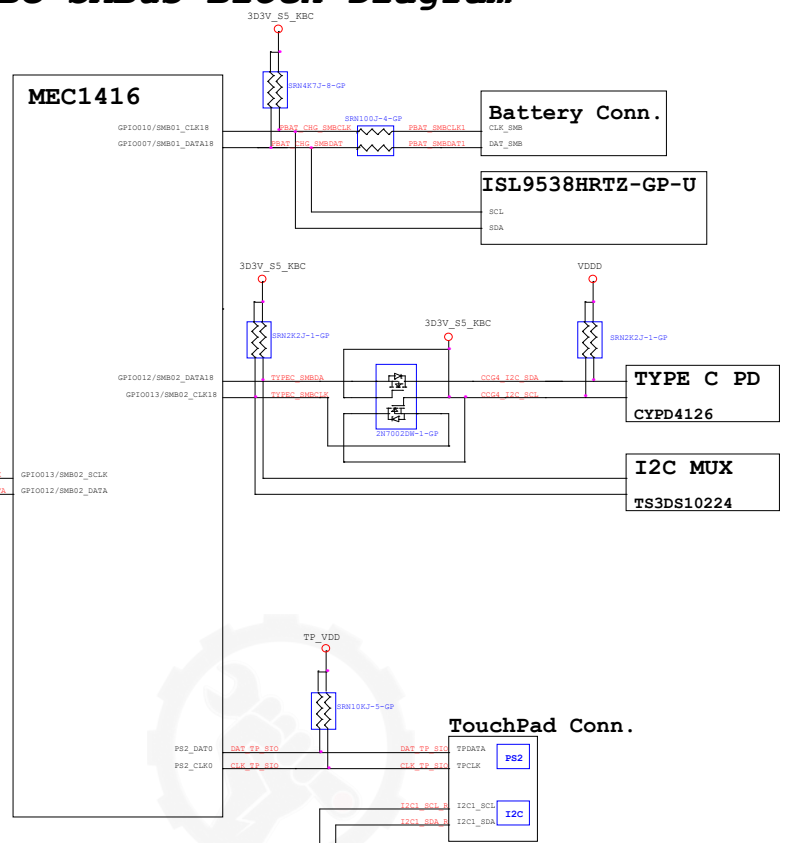 3D3V_S5_KBC
SRN4K7J-8-GP
MEC1416
Battery Conn.
SRN100J-4-GP
GPIO010/SMB01_CLK18
PBAT_CHG_SMBCLK
PBAT_SMBCLK1
CLK_SMB
GPIO007/SMB01_DATA18
PBAT_CHG_SMBDAT
PBAT_SMBDAT1
DAT_SMB
ISL9538HRTZ-GP-U
SCL
SDA
3D3V_S5_KBC
VDDD
3D3V_S5_KBC
SRN2K2J-1-GP
SRN2K2J-1-GP
GPIO012/SMB02_DATA18
TYPEC_SMBDA
CCG4_I2C_SDA
TYPE C PD
GPIO013/SMB02_CLK18
TYPEC_SMBCLK
CCG4_I2C_SCL
CYPD4126
2N7002DW-1-GP
I2C MUX
TS3DS10224
GPIO013/SMB02_SCLK
GPIO012/SMB02_DATA
TP_VDD
SRN10KJ-5-GP
TouchPad Conn.
PS2_DAT0
DAT_TP_SIO
DAT_TP_SIO
TPDATA
PS2
PS2_CLK0
CLK_TP_SIO
CLK_TP_SIO
TPCLK
I2C1_SCL_R
I2C1_SCL
I2C
I2C1_SDA_R
I2C1_SDA